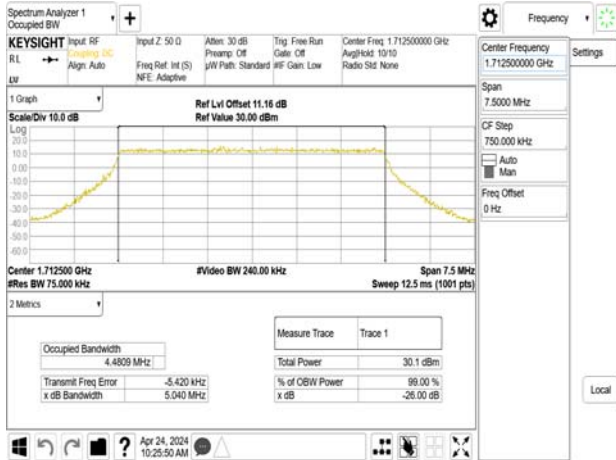 Spectrum Analyzer 1
Occupied BW
Frequency
KEYSIGHT
RL
Input: RF
Coupling: DC
Align: Auto
Input Z: 50 Ω
Freq Ref: Int (S)
NFE: Adaptive
Atten: 30 dB
Preamp: Off
µW Path: Standard
Trig: Free Run
Gate: Off
#IF Gain: Low
Center Freq: 1.712500000 GHz
Avg|Hold: 10/10
Radio Std: None
1 Graph
Scale/Div 10.0 dB
Ref Lvl Offset 11.16 dB
Ref Value 30.00 dBm
Log
20.0
10.0
0.00
-10.0
-20.0
-30.0
-40.0
-50.0
-60.0
Center 1.712500 GHz
#Res BW 75.000 kHz
#Video BW 240.00 kHz
Span 7.5 MHz
Sweep 12.5 ms (1001 pts)
2 Metrics
Measure Trace Trace 1
Occupied Bandwidth
4.4809 MHz
Total Power 30.1 dBm
Transmit Freq Error -5.420 kHz
% of OBW Power 99.00 %
x dB Bandwidth 5.040 MHz
x dB -26.00 dB
Apr 24, 2024
10:25:50 AM
Center Frequency
1.712500000 GHz
Settings
Span
7.5000 MHz
CF Step
750.000 kHz
Auto
Man
Freq Offset
0 Hz
Local